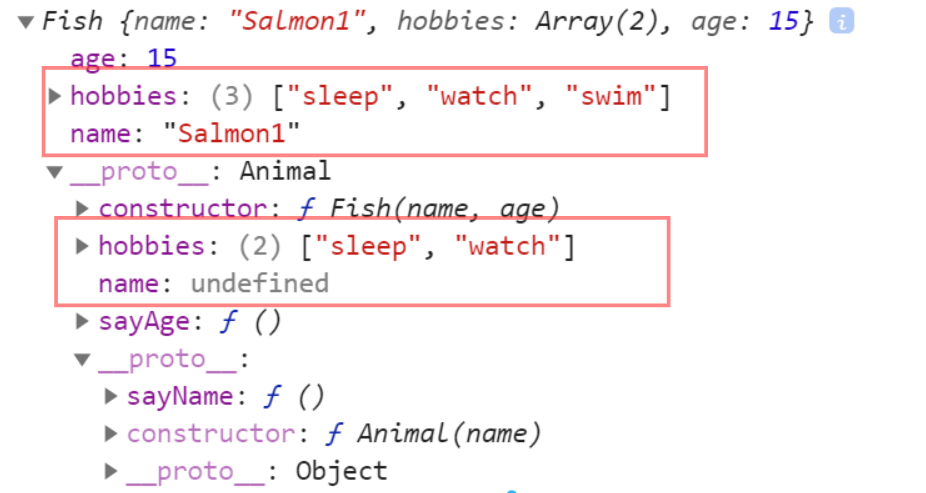 Fish {name: "Salmon1", hobbies: Array(2), age: 15} i
age: 15
hobbies: (3) ["sleep", "watch", "swim"]
name: "Salmon1"
__proto__: Animal
constructor: ƒ Fish(name, age)
hobbies: (2) ["sleep", "watch"]
name: undefined
sayAge: ƒ ()
__proto__:
sayName: ƒ ()
constructor: ƒ Animal(name)
__proto__: Object